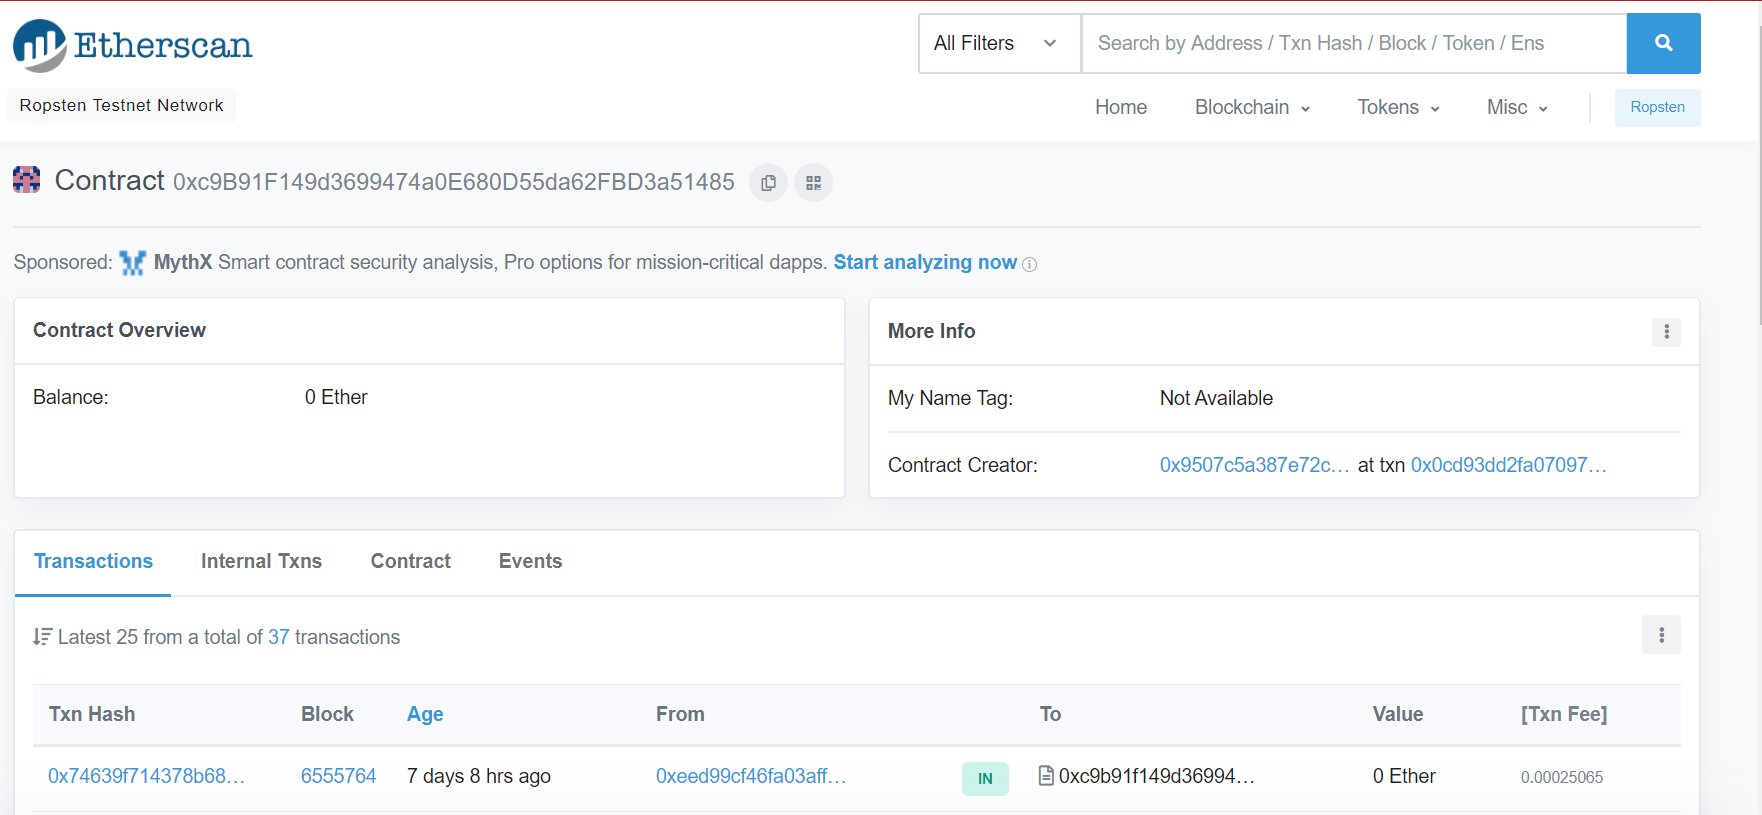 Etherscan
All Filters
Search by Address / Txn Hash / Block / Token / Ens
Ropsten Testnet Network
Home Blockchain Tokens Misc Ropsten
Contract 0xc9B91F149d3699474a0E680D55da62FBD3a51485
Sponsored: MythX Smart contract security analysis, Pro options for mission-critical dapps. Start analyzing now
Contract Overview
Balance: 0 Ether
More Info
My Name Tag: Not Available
Contract Creator: 0x9507c5a387e72c... at txn 0x0cd93dd2fa07097...
Transactions Internal Txns Contract Events
Latest 25 from a total of 37 transactions
Txn Hash Block Age From To Value [Txn Fee]
0x74639f714378b68... 6555764 7 days 8 hrs ago 0xeed99cf46fa03aff... IN 0xc9b91f149d36994... 0 Ether 0.00025065